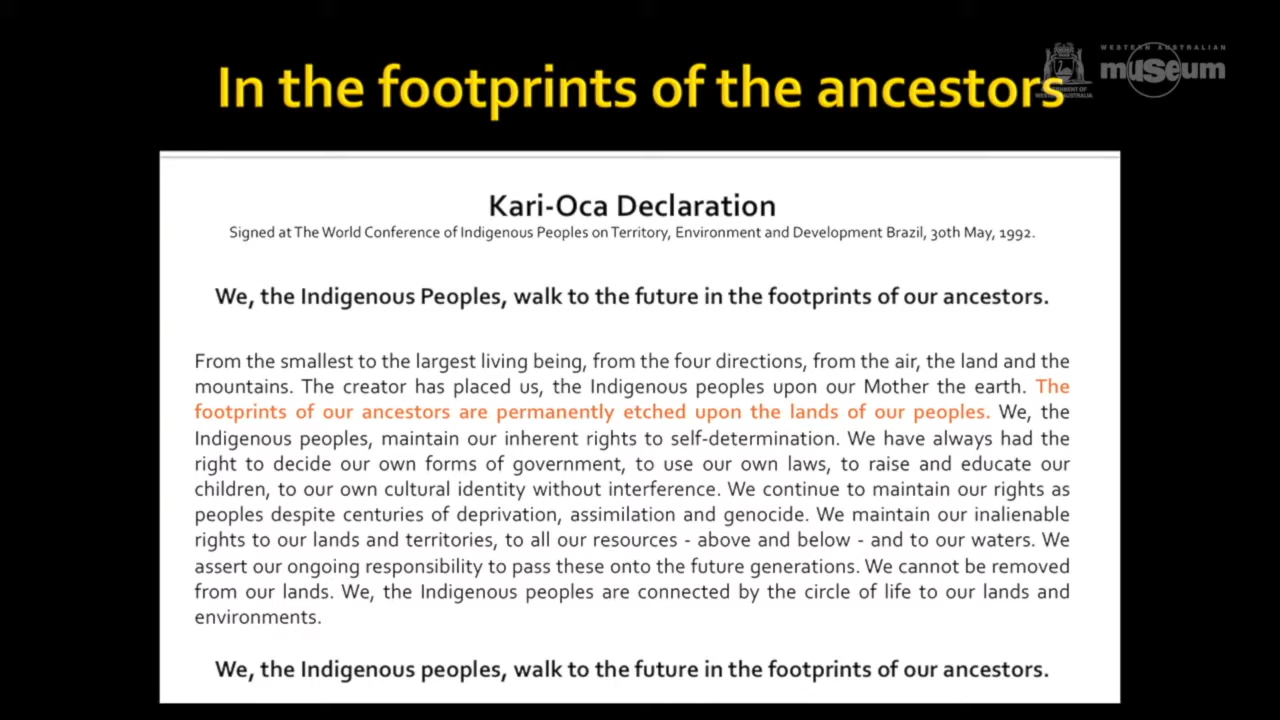 In the footprints of the ancestors
WESTERN AUSTRALIAN
museum
GOVERNMENT OF
WESTERN AUSTRALIA
Kari-Oca Declaration
Signed at The World Conference of Indigenous Peoples on Territory, Environment and Development Brazil, 30th May, 1992.
We, the Indigenous Peoples, walk to the future in the footprints of our ancestors.
From the smallest to the largest living being, from the four directions, from the air, the land and the
mountains. The creator has placed us, the Indigenous peoples upon our Mother the earth. The
footprints of our ancestors are permanently etched upon the lands of our peoples. We, the
Indigenous peoples, maintain our inherent rights to self-determination. We have always had the
right to decide our own forms of government, to use our own laws, to raise and educate our
children, to our own cultural identity without interference. We continue to maintain our rights as
peoples despite centuries of deprivation, assimilation and genocide. We maintain our inalienable
rights to our lands and territories, to all our resources - above and below - and to our waters. We
assert our ongoing responsibility to pass these onto the future generations. We cannot be removed
from our lands. We, the Indigenous peoples are connected by the circle of life to our lands and
environments.
We, the Indigenous peoples, walk to the future in the footprints of our ancestors.